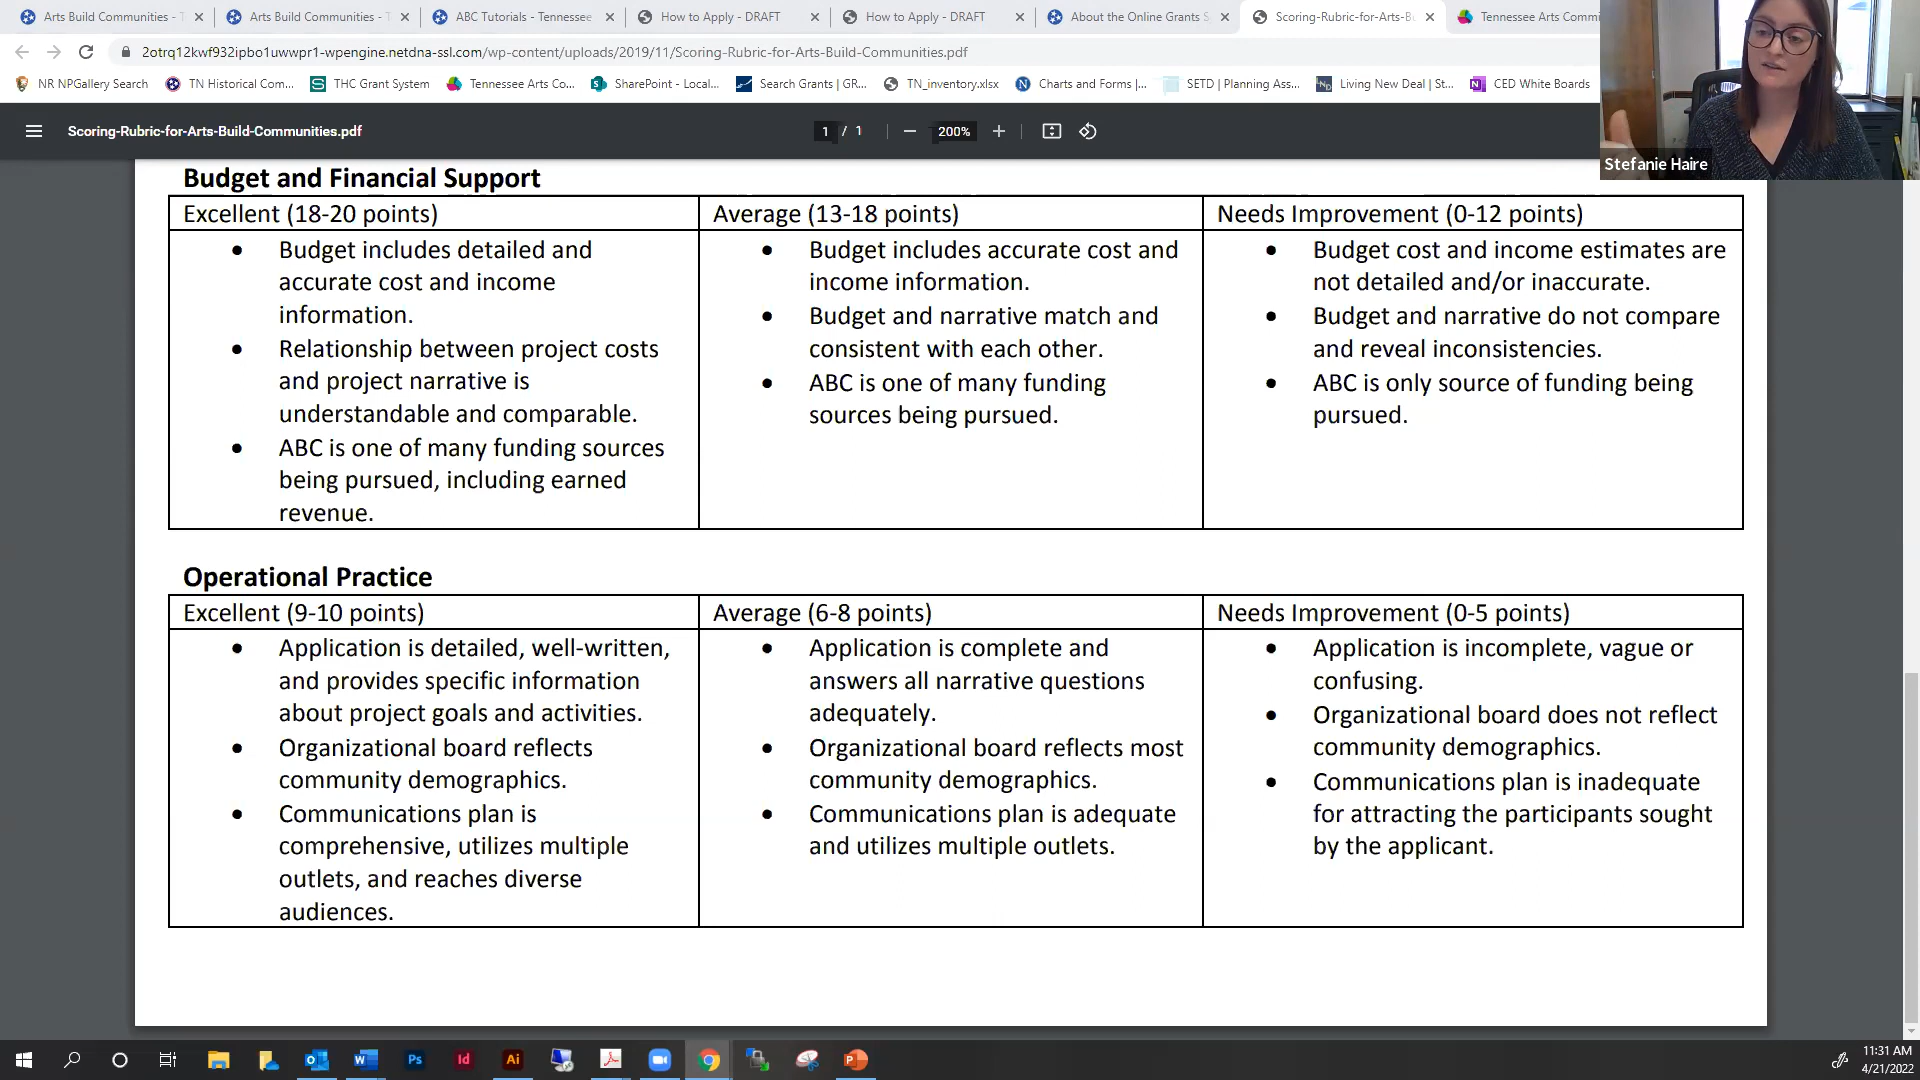 Arts Build Communities - T
Arts Build Communities - T
ABC Tutorials - Tennessee
How to Apply - DRAFT
How to Apply - DRAFT
About the Online Grants S
Scoring-Rubric-for-Arts-Bu
Tennessee Arts Commi
2otrq12kwf932ipbo1uwwpr1-wpengine.netdna-ssl.com/wp-content/uploads/2019/11/Scoring-Rubric-for-Arts-Build-Communities.pdf
NR NPGallery Search
TN Historical Com...
THC Grant System
Tennessee Arts Co...
SharePoint - Local...
Search Grants | GR...
TN_inventory.xlsx
Charts and Forms |...
SETD | Planning Ass...
Living New Deal | St...
CED White Boards
Scoring-Rubric-for-Arts-Build-Communities.pdf
1 / 1
200%
Stefanie Haire
Budget and Financial Support
Excellent (18-20 points)
• Budget includes detailed and
accurate cost and income
information.
• Relationship between project costs
and project narrative is
understandable and comparable.
• ABC is one of many funding sources
being pursued, including earned
revenue.
Average (13-18 points)
• Budget includes accurate cost and
income information.
• Budget and narrative match and
consistent with each other.
• ABC is one of many funding
sources being pursued.
Needs Improvement (0-12 points)
• Budget cost and income estimates are
not detailed and/or inaccurate.
• Budget and narrative do not compare
and reveal inconsistencies.
• ABC is only source of funding being
pursued.
Operational Practice
Excellent (9-10 points)
• Application is detailed, well-written,
and provides specific information
about project goals and activities.
• Organizational board reflects
community demographics.
• Communications plan is
comprehensive, utilizes multiple
outlets, and reaches diverse
audiences.
Average (6-8 points)
• Application is complete and
answers all narrative questions
adequately.
• Organizational board reflects most
community demographics.
• Communications plan is adequate
and utilizes multiple outlets.
Needs Improvement (0-5 points)
• Application is incomplete, vague or
confusing.
• Organizational board does not reflect
community demographics.
• Communications plan is inadequate
for attracting the participants sought
by the applicant.
11:31 AM
4/21/2022